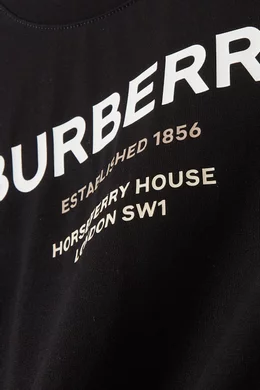 BURBERR
ESTABLISHED 1856
HORSEFERRY HOUSE
LONDON SW1